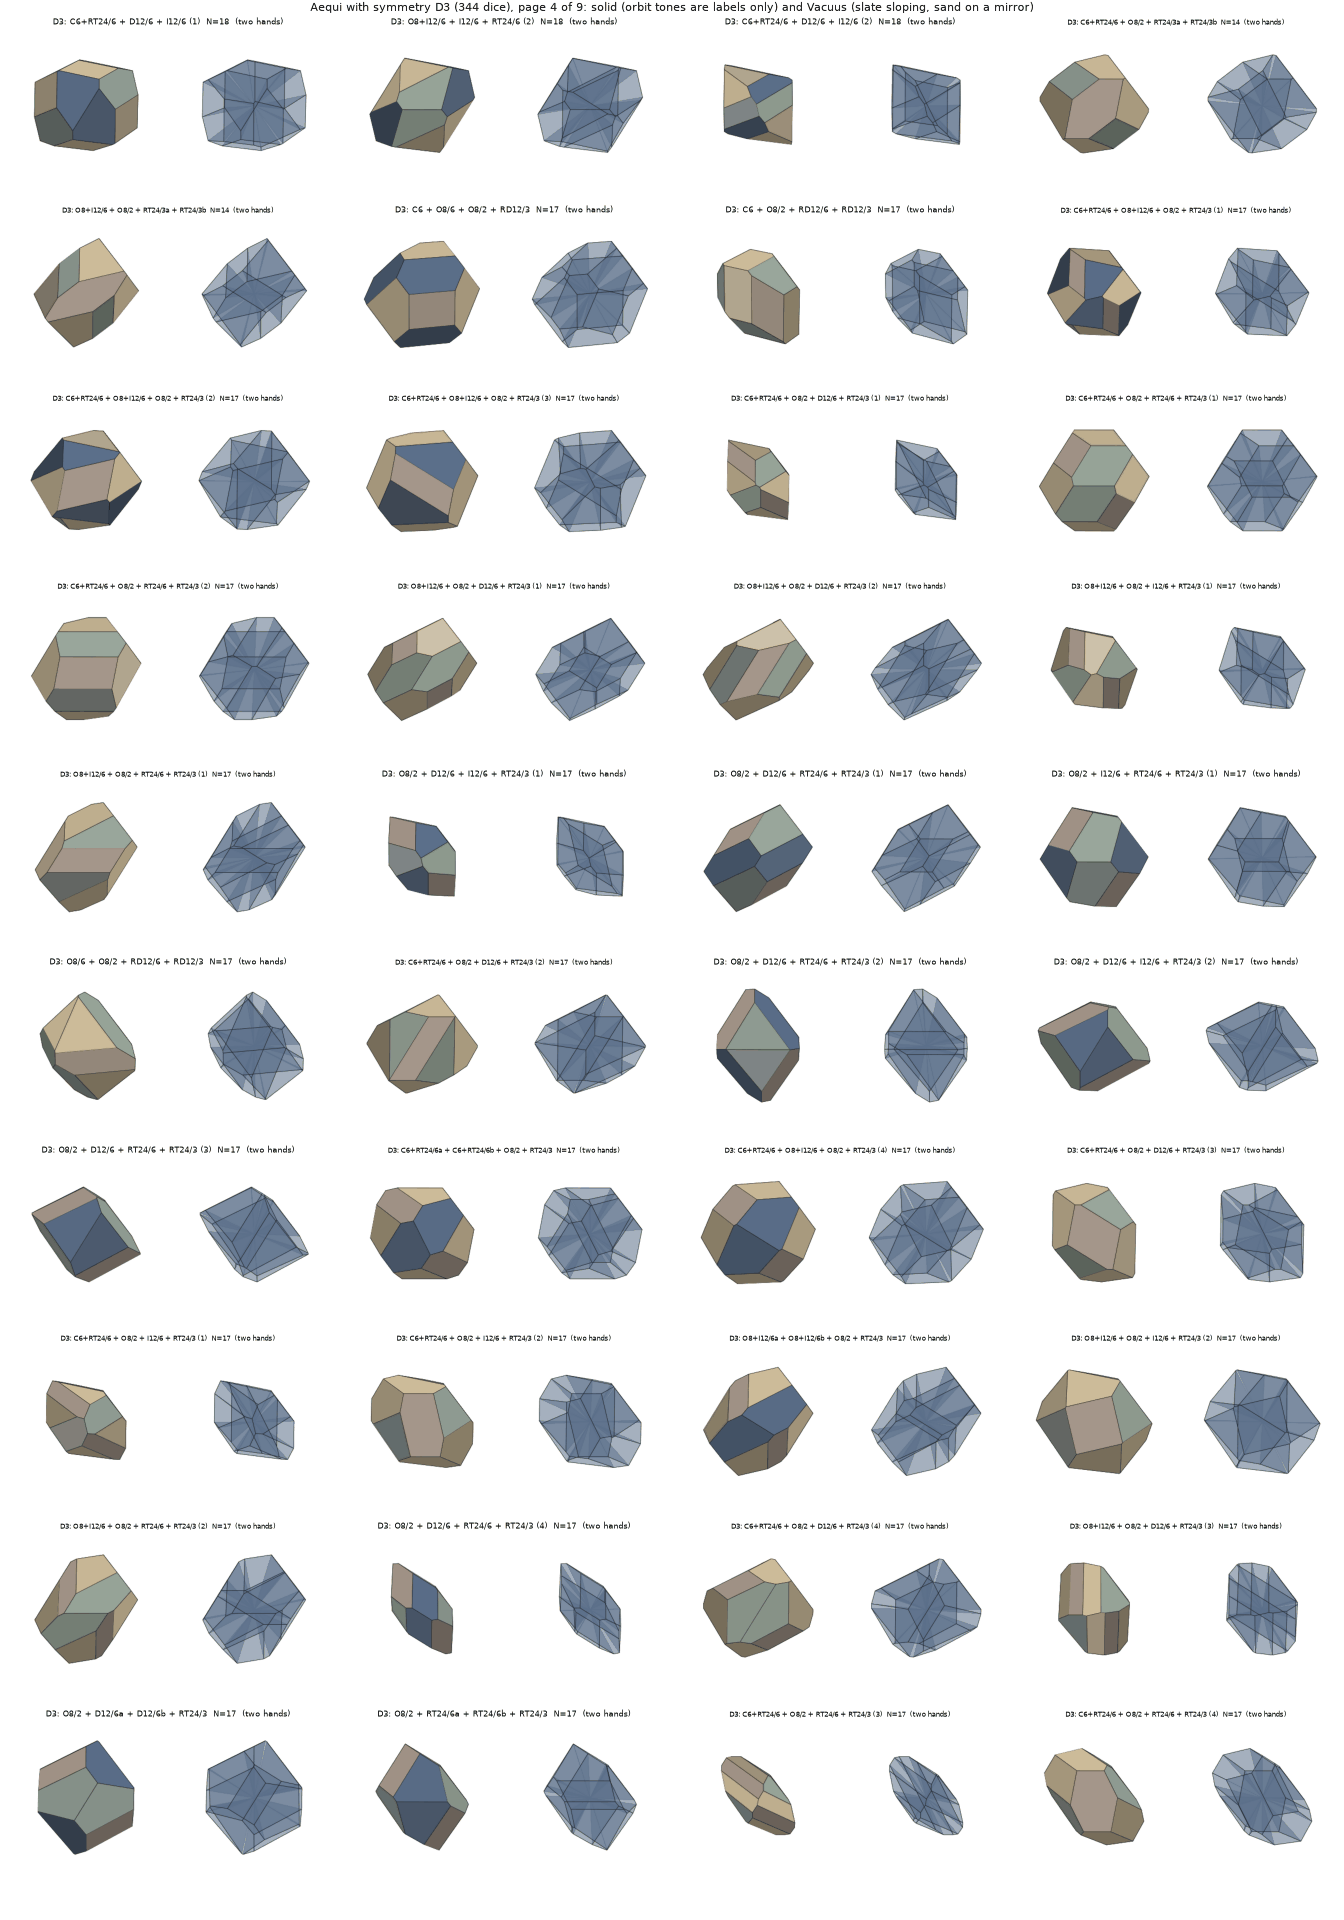 Aequi with symmetry D3 (344 dice), page 4 of 9: solid (orbit tones are labels only) and Vacuus (slate sloping, sand on a mirror)
D3: C6+RT24/6 + D12/6 + I12/6 (1)  N=18  (two hands)
D3: O8+I12/6 + I12/6 + RT24/6 (2)  N=18  (two hands)
D3: C6+RT24/6 + D12/6 + I12/6 (2)  N=18  (two hands)
D3: C6+RT24/6 + O8/2 + RT24/3a + RT24/3b  N=14  (two hands)
D3: O8+I12/6 + O8/2 + RT24/3a + RT24/3b  N=14  (two hands)
D3: C6 + O8/6 + O8/2 + RD12/3  N=17  (two hands)
D3: C6 + O8/2 + RD12/6 + RD12/3  N=17  (two hands)
D3: C6+RT24/6 + O8+I12/6 + O8/2 + RT24/3 (1)  N=17  (two hands)
D3: C6+RT24/6 + O8+I12/6 + O8/2 + RT24/3 (2)  N=17  (two hands)
D3: C6+RT24/6 + O8+I12/6 + O8/2 + RT24/3 (3)  N=17  (two hands)
D3: C6+RT24/6 + O8/2 + D12/6 + RT24/3 (1)  N=17  (two hands)
D3: C6+RT24/6 + O8/2 + RT24/6 + RT24/3 (1)  N=17  (two hands)
D3: C6+RT24/6 + O8/2 + RT24/6 + RT24/3 (2)  N=17  (two hands)
D3: O8+I12/6 + O8/2 + D12/6 + RT24/3 (1)  N=17  (two hands)
D3: O8+I12/6 + O8/2 + D12/6 + RT24/3 (2)  N=17  (two hands)
D3: O8+I12/6 + O8/2 + I12/6 + RT24/3 (1)  N=17  (two hands)
D3: O8+I12/6 + O8/2 + RT24/6 + RT24/3 (1)  N=17  (two hands)
D3: O8/2 + D12/6 + I12/6 + RT24/3 (1)  N=17  (two hands)
D3: O8/2 + D12/6 + RT24/6 + RT24/3 (1)  N=17  (two hands)
D3: O8/2 + I12/6 + RT24/6 + RT24/3 (1)  N=17  (two hands)
D3: O8/6 + O8/2 + RD12/6 + RD12/3  N=17  (two hands)
D3: C6+RT24/6 + O8/2 + D12/6 + RT24/3 (2)  N=17  (two hands)
D3: O8/2 + D12/6 + RT24/6 + RT24/3 (2)  N=17  (two hands)
D3: O8/2 + D12/6 + I12/6 + RT24/3 (2)  N=17  (two hands)
D3: O8/2 + D12/6 + RT24/6 + RT24/3 (3)  N=17  (two hands)
D3: C6+RT24/6a + C6+RT24/6b + O8/2 + RT24/3  N=17  (two hands)
D3: C6+RT24/6 + O8+I12/6 + O8/2 + RT24/3 (4)  N=17  (two hands)
D3: C6+RT24/6 + O8/2 + D12/6 + RT24/3 (3)  N=17  (two hands)
D3: C6+RT24/6 + O8/2 + I12/6 + RT24/3 (1)  N=17  (two hands)
D3: C6+RT24/6 + O8/2 + I12/6 + RT24/3 (2)  N=17  (two hands)
D3: O8+I12/6a + O8+I12/6b + O8/2 + RT24/3  N=17  (two hands)
D3: O8+I12/6 + O8/2 + I12/6 + RT24/3 (2)  N=17  (two hands)
D3: O8+I12/6 + O8/2 + RT24/6 + RT24/3 (2)  N=17  (two hands)
D3: O8/2 + D12/6 + RT24/6 + RT24/3 (4)  N=17  (two hands)
D3: C6+RT24/6 + O8/2 + D12/6 + RT24/3 (4)  N=17  (two hands)
D3: O8+I12/6 + O8/2 + D12/6 + RT24/3 (3)  N=17  (two hands)
D3: O8/2 + D12/6a + D12/6b + RT24/3  N=17  (two hands)
D3: O8/2 + RT24/6a + RT24/6b + RT24/3  N=17  (two hands)
D3: C6+RT24/6 + O8/2 + RT24/6 + RT24/3 (3)  N=17  (two hands)
D3: C6+RT24/6 + O8/2 + RT24/6 + RT24/3 (4)  N=17  (two hands)